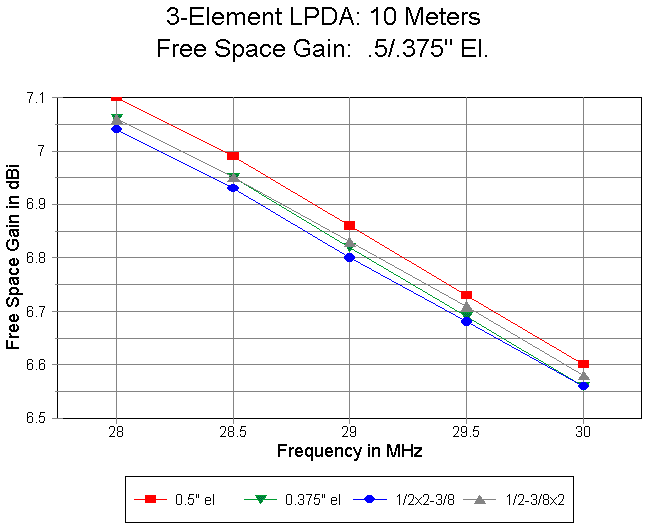 3-Element LPDA: 10 Meters
Free Space Gain:  .5/.375" El.
7.1
7
6.9
6.8
6.7
6.6
6.5
Free Space Gain in dBi
28
28.5
29
29.5
30
Frequency in MHz
0.5" el
0.375" el
1/2x2-3/8
1/2-3/8x2